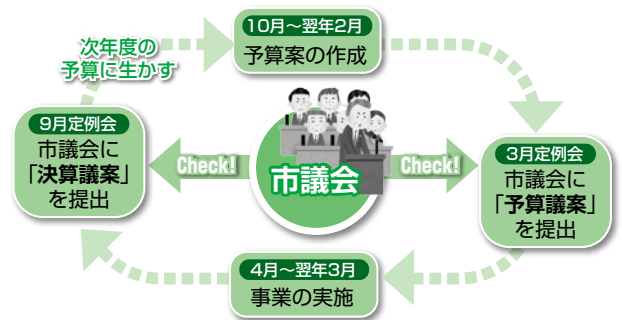 10月～翌年2月
予算案の作成
次年度の
予算に生かす
9月定例会
市議会に
「決算議案」
を提出
Check!
市議会
Check!
3月定例会
市議会に
「予算議案」
を提出
4月～翌年3月
事業の実施